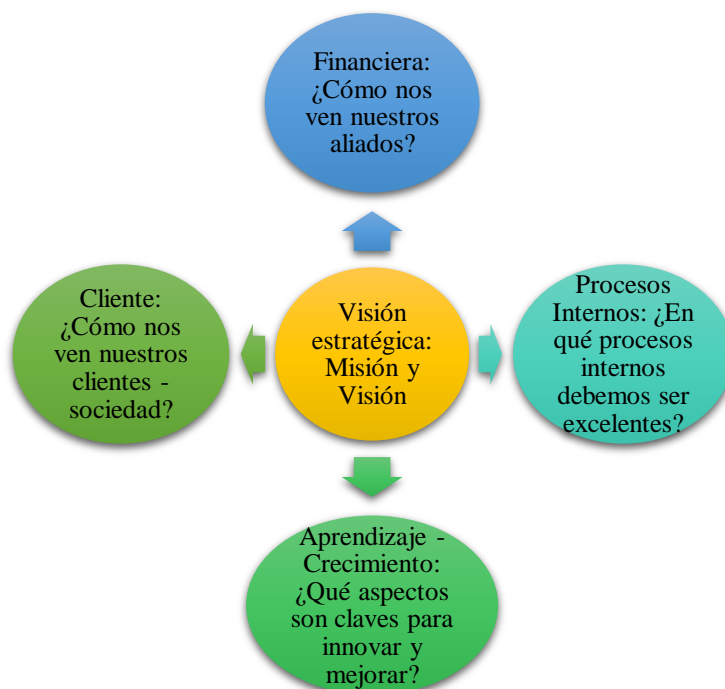 Financiera:
¿Cómo nos
ven nuestros
aliados?
Cliente:
¿Cómo nos
ven nuestros
clientes -
sociedad?
Visión
estratégica:
Misión y
Visión
Procesos
Internos: ¿En
qué procesos
internos
debemos ser
excelentes?
Aprendizaje -
Crecimiento:
¿Qué aspectos
son claves para
innovar y
mejorar?